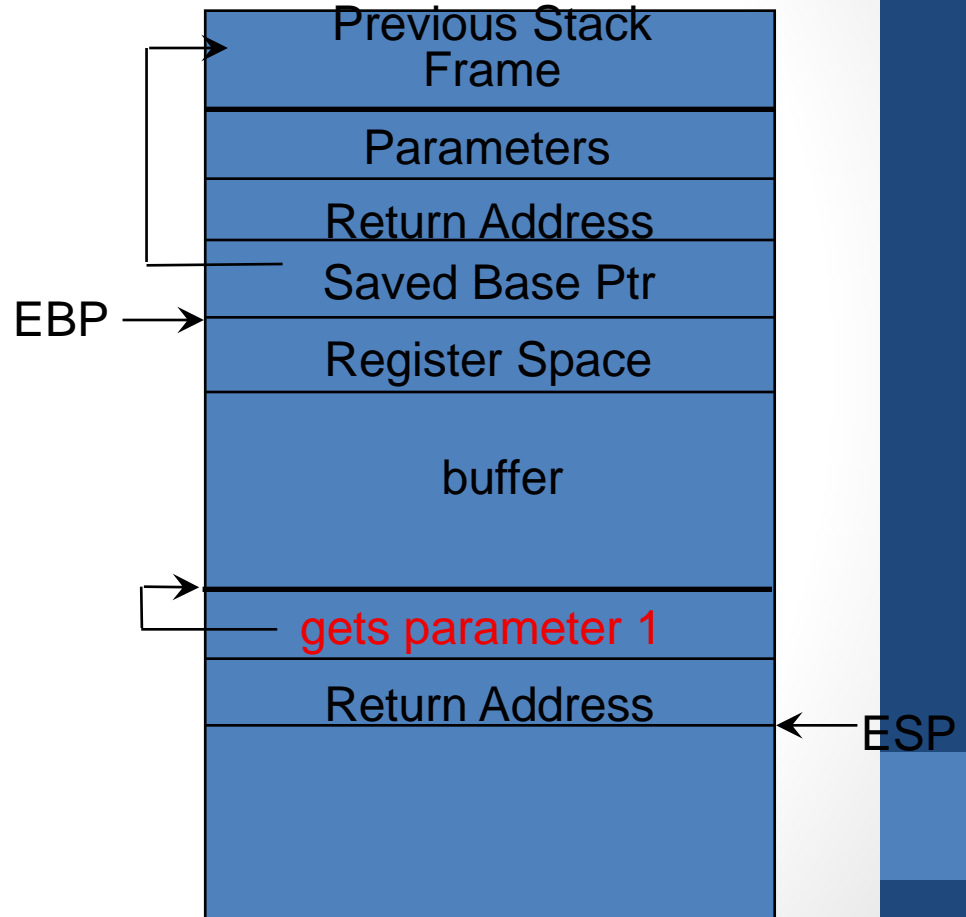 Previous Stack
Frame
Parameters
Return Address
Saved Base Ptr
EBP
Register Space
buffer
gets parameter 1
Return Address
ESP